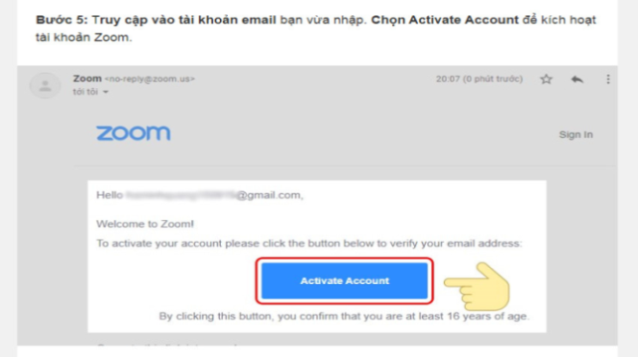 Bước 5: Truy cập vào tài khoản email bạn vừa nhập. Chọn Activate Account để kích hoạt
tài khoản Zoom.
Zoom <no-reply@zoom.us>
20:07 (0 phút trước)
tới tôi
zoom
Sign In
Hello @gmail.com,
Welcome to Zoom!
To activate your account please click the button below to verify your email address:
Activate Account
By clicking this button, you confirm that you are at least 16 years of age.